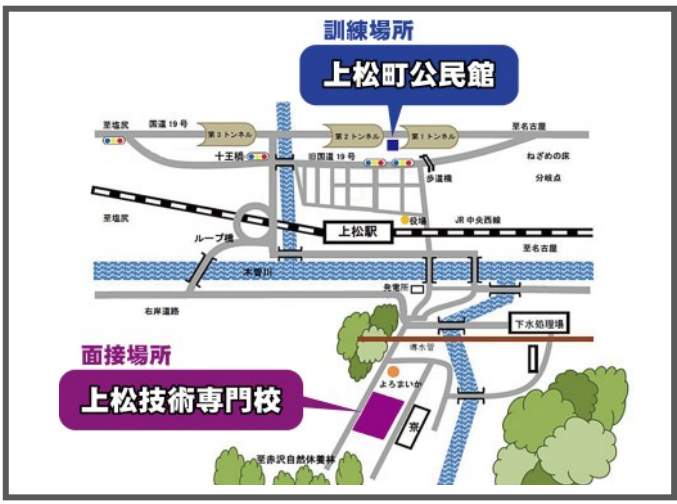 訓練場所
上松町公民館
至塩尻
国道19号
第3トンネル
第2トンネル
第1トンネル
至名古屋
十王橋
旧国道19号
歩道橋
ねざめの床
分岐点
至塩尻
役場
上松駅
JR中央西線
至名古屋
ループ橋
木曽川
発電所
右岸道路
下水処理場
導水管
面接場所
上松技術専門校
よろまいか
寮
至赤沢自然休養林